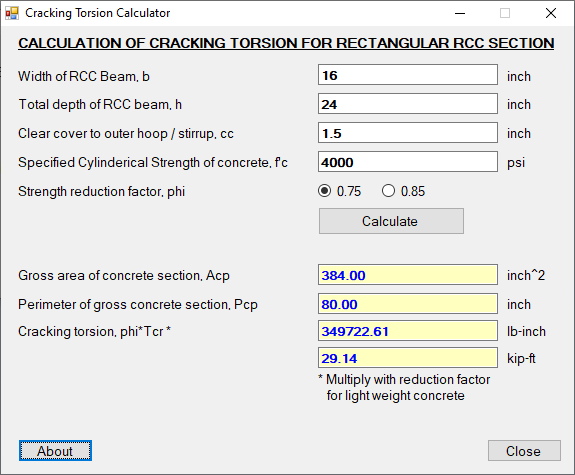 Cracking Torsion Calculator
CALCULATION OF CRACKING TORSION FOR RECTANGULAR RCC SECTION
Width of RCC Beam, b 16 inch
Total depth of RCC beam, h 24 inch
Clear cover to outer hoop / stirrup, cc 1.5 inch
Specified Cylinderical Strength of concrete, f'c 4000 psi
Strength reduction factor, phi 0.75 0.85
Calculate
Gross area of concrete section, Acp 384.00 inch^2
Perimeter of gross concrete section, Pcp 80.00 inch
Cracking torsion, phi*Tcr * 349722.61 lb-inch
29.14 kip-ft
* Multiply with reduction factor
for light weight concrete
About Close